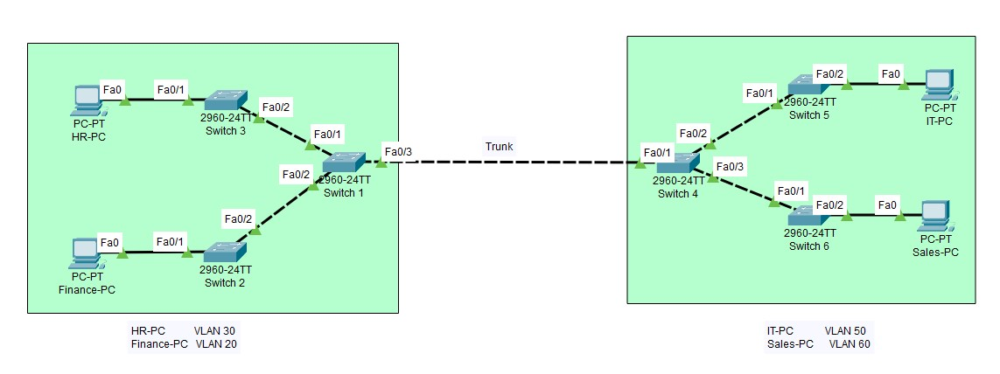 Fa0
Fa0/1
PC-PT
HR-PC
2960-24TT
Switch 3
Fa0/2
Fa0/1
Fa0/3
2960-24TT
Switch 1
Fa0/2
Fa0/2
Fa0
Fa0/1
PC-PT
Finance-PC
2960-24TT
Switch 2
Trunk
Fa0/1
2960-24TT
Switch 4
Fa0/2
Fa0/3
Fa0/1
2960-24TT
Switch 5
Fa0/2
Fa0
PC-PT
IT-PC
Fa0/1
2960-24TT
Switch 6
Fa0/2
Fa0
PC-PT
Sales-PC
HR-PC VLAN 30
Finance-PC VLAN 20
IT-PC VLAN 50
Sales-PC VLAN 60